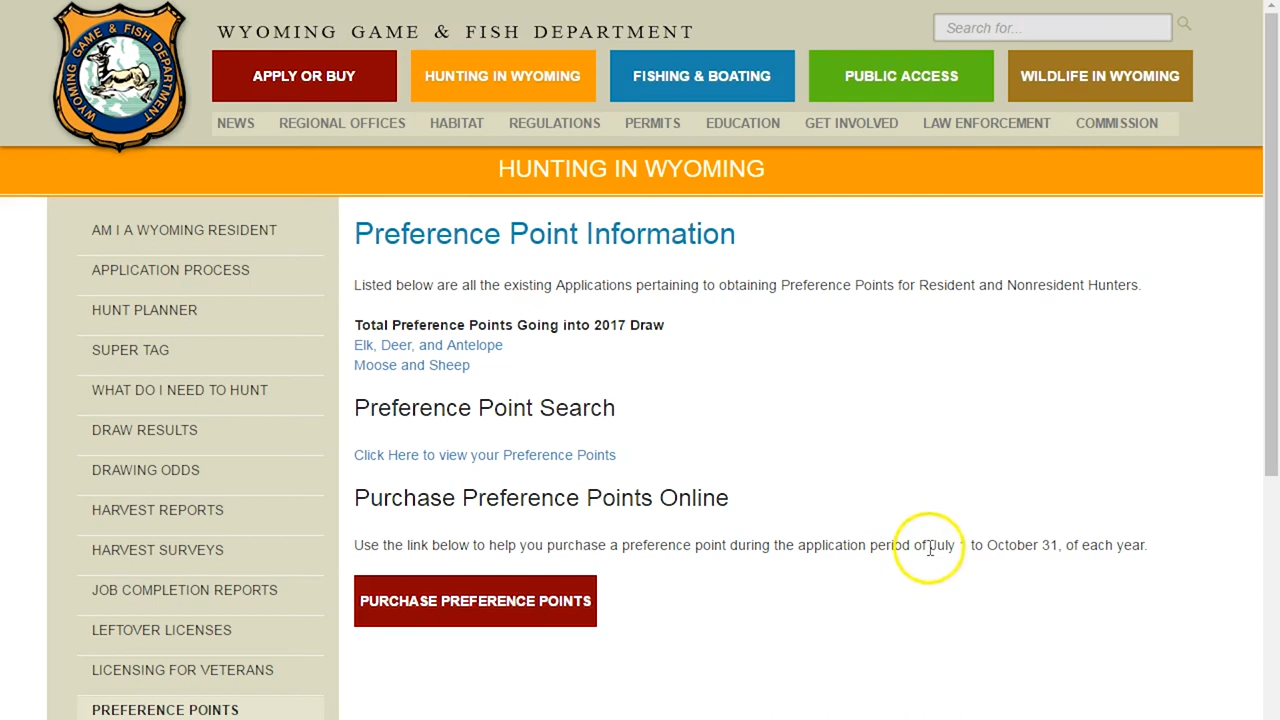 WYOMING GAME & FISH DEPARTMENT
Search for...
WYOMING GAME & FISH DEPARTMENT
APPLY OR BUY
HUNTING IN WYOMING
FISHING & BOATING
PUBLIC ACCESS
WILDLIFE IN WYOMING
NEWS
REGIONAL OFFICES
HABITAT
REGULATIONS
PERMITS
EDUCATION
GET INVOLVED
LAW ENFORCEMENT
COMMISSION
HUNTING IN WYOMING
AM I A WYOMING RESIDENT
APPLICATION PROCESS
HUNT PLANNER
SUPER TAG
WHAT DO I NEED TO HUNT
DRAW RESULTS
DRAWING ODDS
HARVEST REPORTS
HARVEST SURVEYS
JOB COMPLETION REPORTS
LEFTOVER LICENSES
LICENSING FOR VETERANS
PREFERENCE POINTS
Preference Point Information
Listed below are all the existing Applications pertaining to obtaining Preference Points for Resident and Nonresident Hunters.
Total Preference Points Going into 2017 Draw
Elk, Deer, and Antelope
Moose and Sheep
Preference Point Search
Click Here to view your Preference Points
Purchase Preference Points Online
Use the link below to help you purchase a preference point during the application period of July 1 to October 31, of each year.
PURCHASE PREFERENCE POINTS